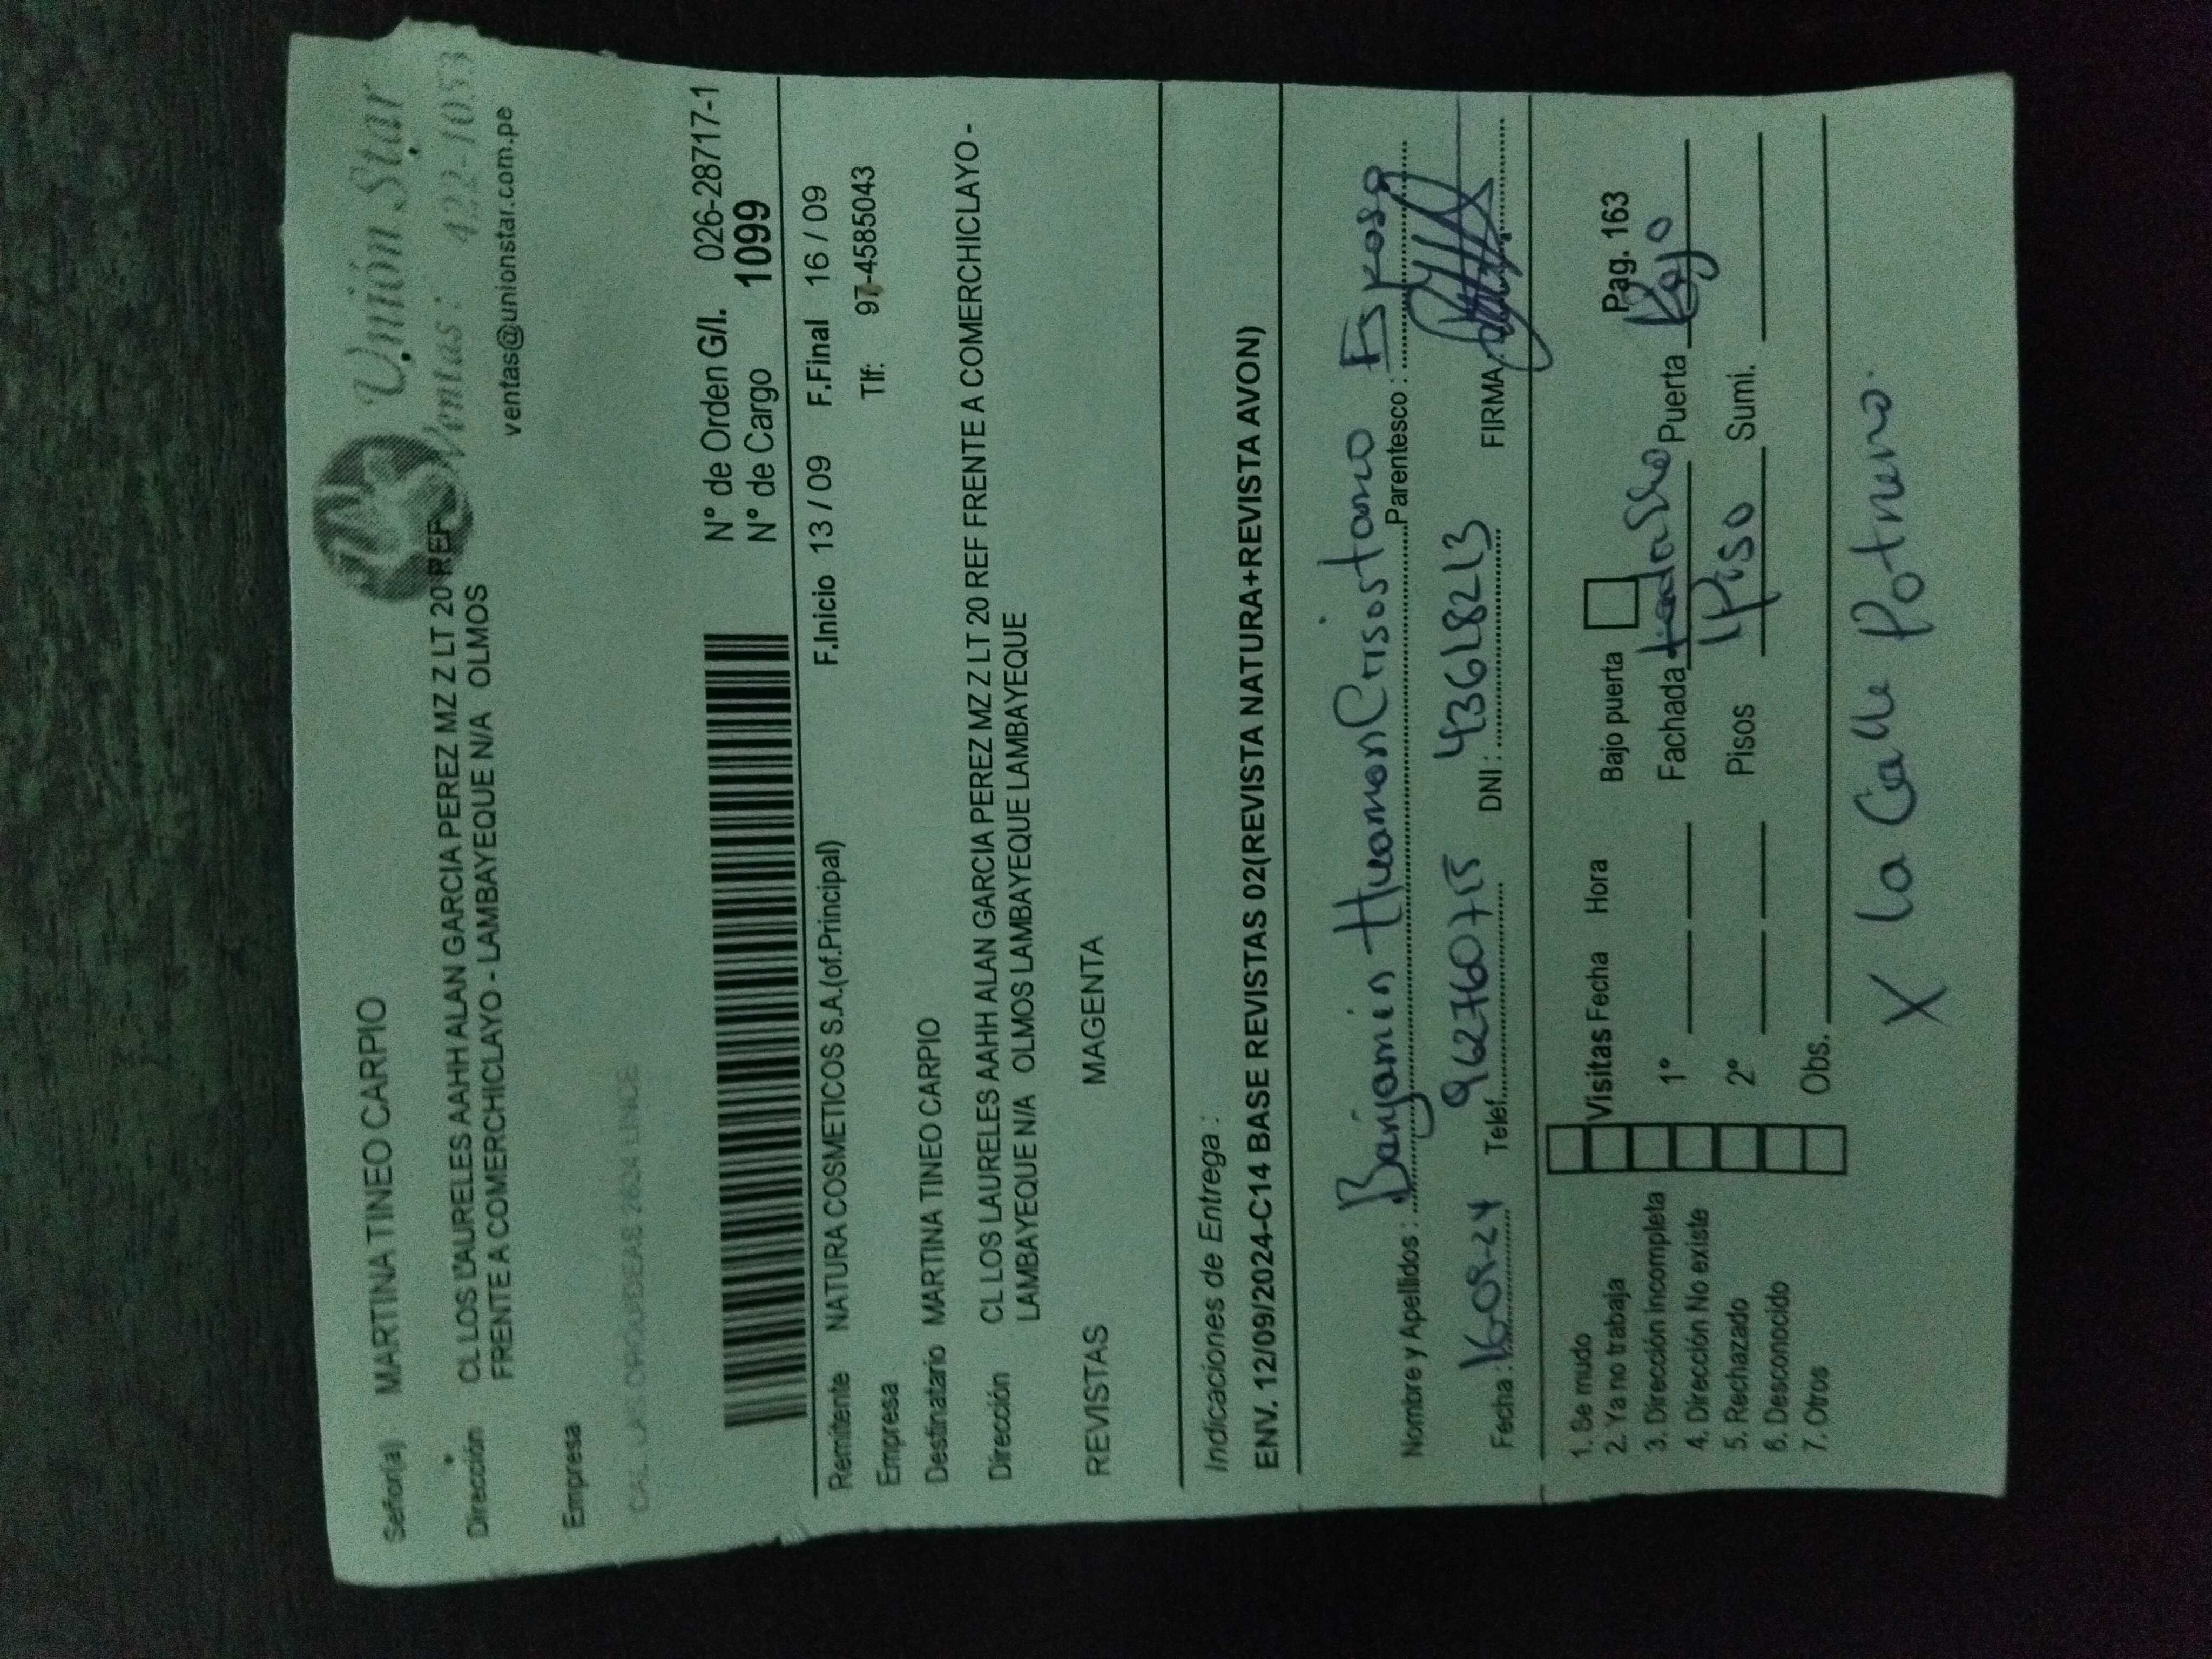 Unión Star
Ventas: 422-1053
ventas@unionstar.com.pe
Señor(a) MARTINA TINEO CARPIO
Dirección CL LOS LAURELES AAHH ALAN GARCIA PEREZ MZ Z LT 20 REF
FRENTE A COMERCHICLAYO - LAMBAYEQUE N/A OLMOS
Empresa
CAL. LAS ORQUIDEAS 2804 LINCE
N° de Orden G/I. 026-28717-1
N° de Cargo 1099
F.Inicio 13 / 09 F.Final 16 / 09
Remitente NATURA COSMETICOS S.A.(of.Principal)
Tlf: 97-4585043
Empresa
Destinatario MARTINA TINEO CARPIO
Dirección CL LOS LAURELES AAHH ALAN GARCIA PEREZ MZ Z LT 20 REF FRENTE A COMERCHICLAYO -
LAMBAYEQUE N/A OLMOS LAMBAYEQUE LAMBAYEQUE
REVISTAS MAGENTA
Indicaciones de Entrega :
ENV. 12/09/2024-C14 BASE REVISTAS 02(REVISTA NATURA+REVISTA AVON)
Nombre y Apellidos : Benjamin Huaman Crisostomo Parentesco : Esposo
Fecha : 16-09-24 Telef. 962760715 DNI : 43618213 FIRMA
1. Se mudo
2. Ya no trabaja Visitas Fecha Hora Bajo puerta Pag. 163
3. Dirección incompleta
4. Dirección No existe 1° Fachada Puerta Rojo
5. Rechazado 2° Pisos 1 Piso Sumi.
6. Desconocido
7. Otros Obs.
X la Calle Potrero.